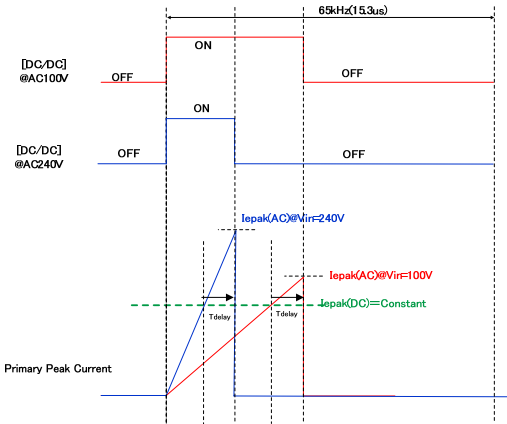 65kHz(15.3us)
ON
[DC/DC]
@AC100V
OFF
OFF
ON
[DC/DC]
@AC240V
OFF
OFF
Iepak(AC)@Vin=240V
Iepak(AC)@Vin=100V
Iepak(DC)=Constant
Tdelay
Tdelay
Primary Peak Current